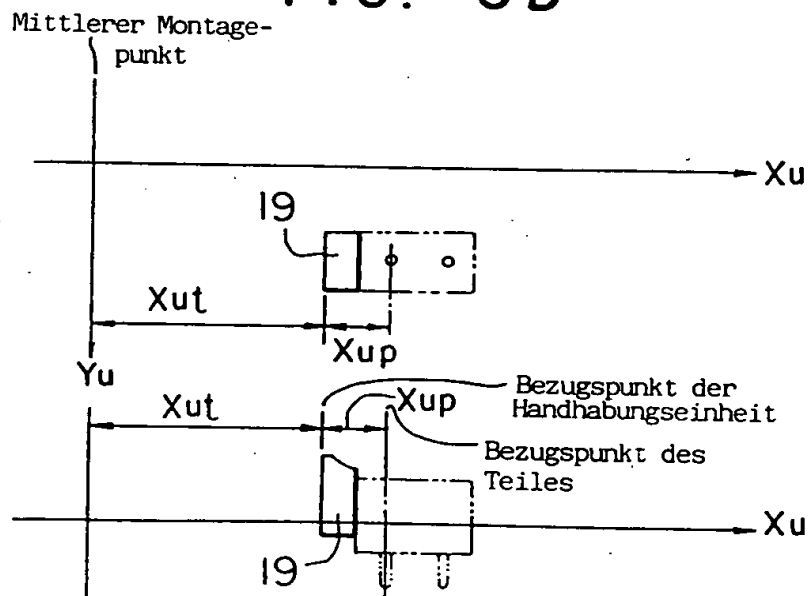 Mittlerer Montage-
punkt
Xu
19
Xut
Xup
Yu
Xut
Xup
Bezugspunkt der
Handhabungseinheit
Bezugspunkt des
Teiles
Xu
19